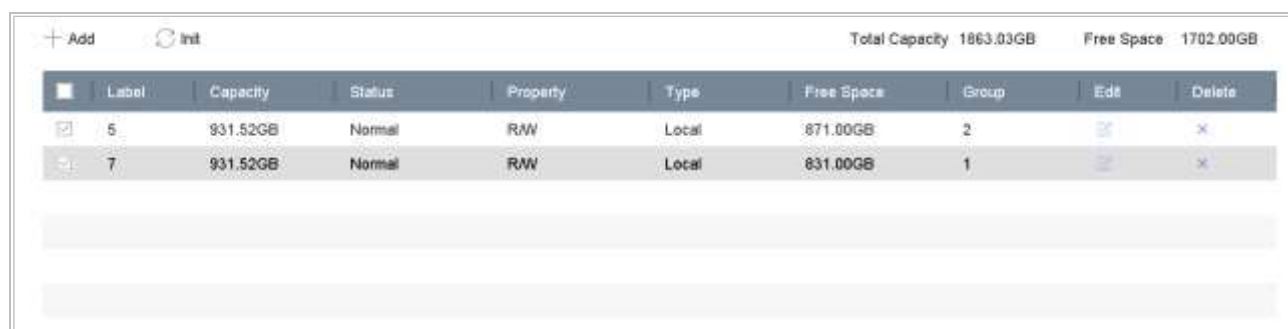 Add Init Total Capacity 1863.03GB Free Space 1702.00GB
Label Capacity Status Property Type Free Space Group Edit Delete
5 931.52GB Normal R/W Local 871.00GB 2
7 931.52GB Normal R/W Local 831.00GB 1